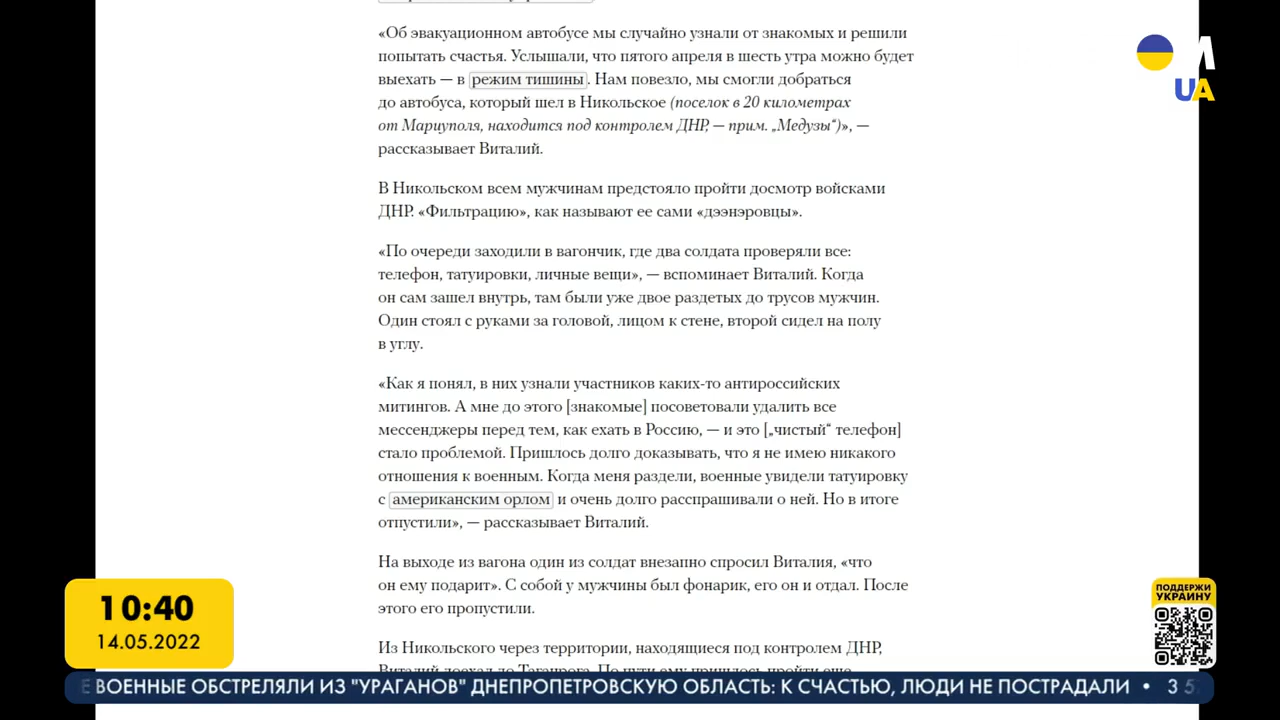 «Об эвакуационном автобусе мы случайно узнали от знакомых и решили
попытать счастья. Услышали, что пятого апреля в шесть утра можно будет
выехать — в режим тишины. Нам повезло, мы смогли добраться
до автобуса, который шел в Никольское (поселок в 20 километрах
от Мариуполя, находится под контролем ДНР, — прим. „Медузы“)», —
рассказывает Виталий.
В Никольском всем мужчинам предстояло пройти досмотр войсками
ДНР. «Фильтрацию», как называют ее сами «дээнэровцы».
«По очереди заходили в вагончик, где два солдата проверяли все:
телефон, татуировки, личные вещи», — вспоминает Виталий. Когда
он сам зашел внутрь, там были уже двое раздетых до трусов мужчин.
Один стоял с руками за головой, лицом к стене, второй сидел на полу
в углу.
«Как я понял, в них узнали участников каких-то антироссийских
митингов. А мне до этого [знакомые] посоветовали удалить все
мессенджеры перед тем, как ехать в Россию, — и это [„чистый“ телефон]
стало проблемой. Пришлось долго доказывать, что я не имею никакого
отношения к военным. Когда меня раздели, военные увидели татуировку
с американским орлом и очень долго расспрашивали о ней. Но в итоге
отпустили», — рассказывает Виталий.
На выходе из вагона один из солдат внезапно спросил Виталия, «что
он ему подарит». С собой у мужчины был фонарик, его он и отдал. После
этого его пропустили.
Из Никольского через территории, находящиеся под контролем ДНР,
Виталий доехал до Таганрога. По пути ему пришлось пройти еще
М
UA
10:40
14.05.2022
ПОДДЕРЖИ
УКРАИНУ
Е ВОЕННЫЕ ОБСТРЕЛЯЛИ ИЗ "УРАГАНОВ" ДНЕПРОПЕТРОВСКУЮ ОБЛАСТЬ: К СЧАСТЬЮ, ЛЮДИ НЕ ПОСТРАДАЛИ • З